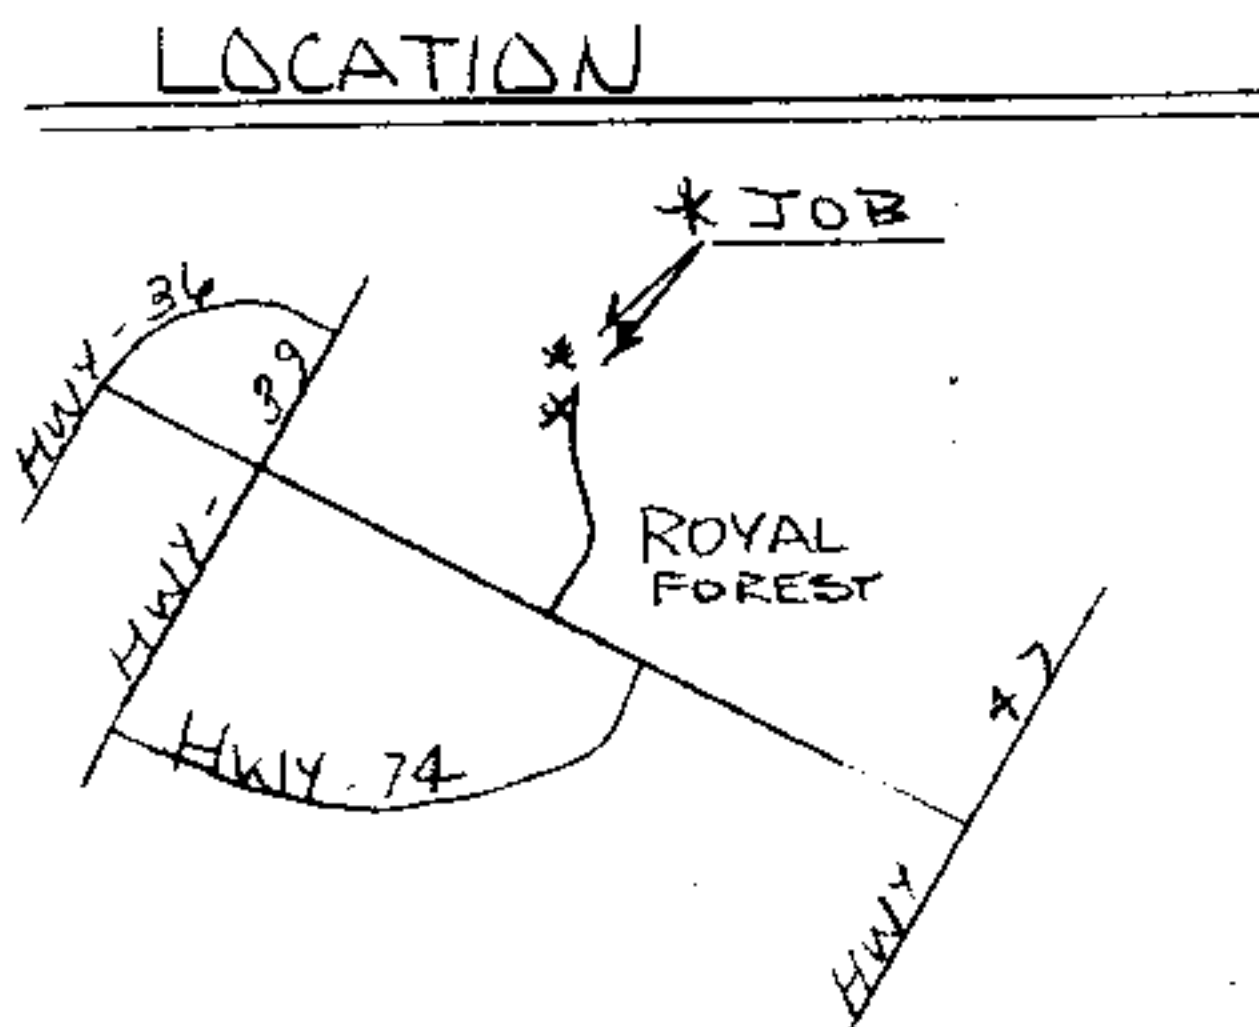 LOCATION
* JOB
HWY - 36
HWY - 39
ROYAL
FOREST
HWY 47
HWY. 74